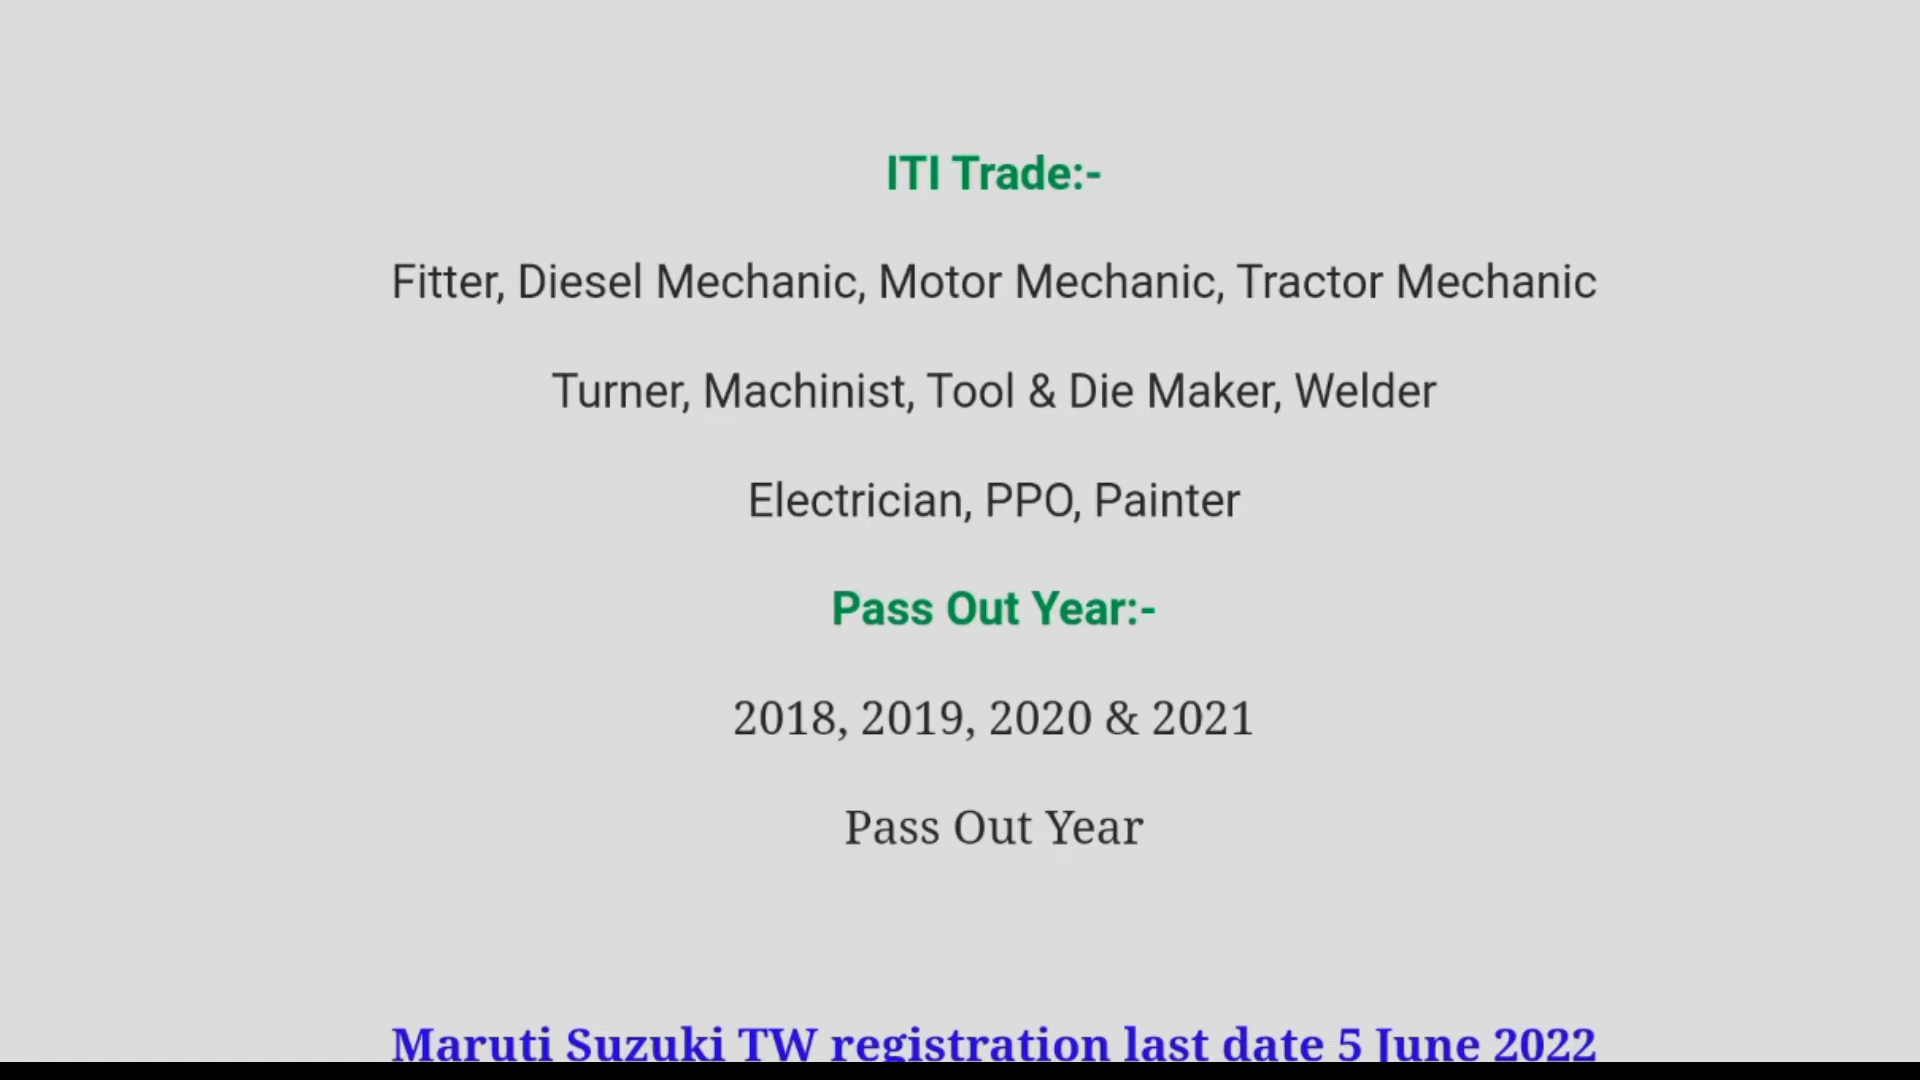 ITI Trade:-
Fitter, Diesel Mechanic, Motor Mechanic, Tractor Mechanic
Turner, Machinist, Tool & Die Maker, Welder
Electrician, PPO, Painter
Pass Out Year:-
2018, 2019, 2020 & 2021
Pass Out Year
Maruti Suzuki TW registration last date 5 June 2022